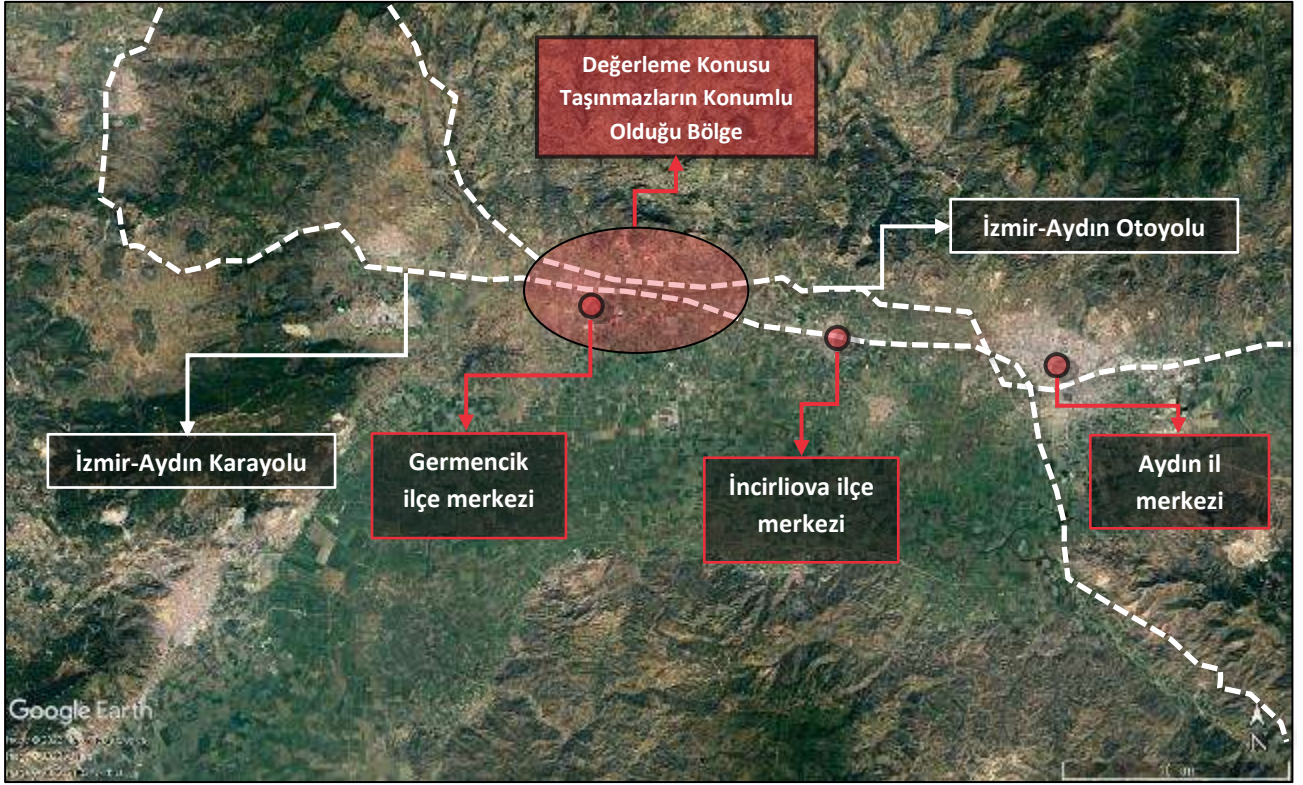 Değerleme Konusu
Taşınmazların Konumlu
Olduğu Bölge
İzmir-Aydın Otoyolu
İzmir-Aydın Karayolu
Germencik
ilçe merkezi
İncirliova ilçe
merkezi
Aydın il
merkezi
Google Earth
N